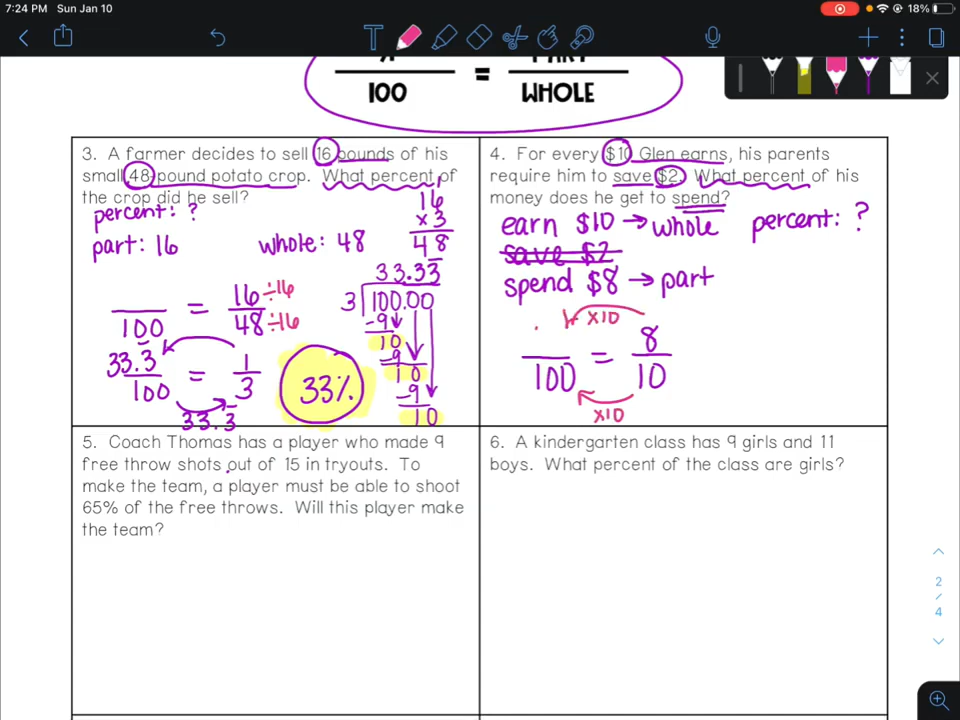 7:24 PM Sun Jan 10
18%
%
PART
=
100
WHOLE
3. A farmer decides to sell 16 pounds of his
small 48-pound potato crop. What percent of
the crop did he sell?
percent: ?
part: 16
whole: 48
16
x 3
48
33.33
3 100.00
-9
10
-9
10
-9
10
100 = 16 ÷16
48 ÷16
33.3
100 = 1
3
33.3
33%
4. For every $10 Glen earns, his parents
require him to save $2. What percent of his
money does he get to spend?
earn $10 → whole
percent: ?
save $2
spend $8 → part
x10
100 = 8
10
x10
5. Coach Thomas has a player who made 9
free throw shots out of 15 in tryouts. To
make the team, a player must be able to shoot
65% of the free throws. Will this player make
the team?
6. A kindergarten class has 9 girls and 11
boys. What percent of the class are girls?
2
/
4